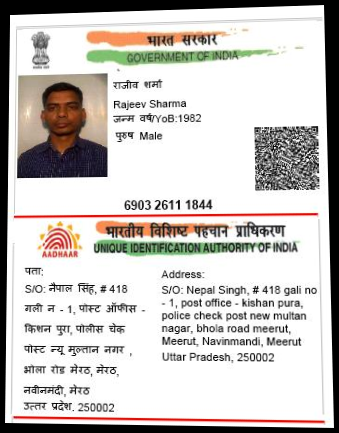 भारत सरकार
GOVERNMENT OF INDIA
राजीव शर्मा
Rajeev Sharma
जन्म वर्ष/YoB:1982
पुरुष Male
6903 2611 1844
भारतीय विशिष्ट पहचान प्राधिकरण
UNIQUE IDENTIFICATION AUTHORITY OF INDIA
AADHAAR
पता:
S/O: नैपाल सिंह, # 418
गली न - 1, पोस्ट ऑफीस -
किशन पुरा, पोलीस चेक
पोस्ट न्यू मुल्तान नगर ,
भोला रोड मेरठ, मेरठ,
नवीनमंदी, मेरठ
उत्तर प्रदेश, 250002
Address:
S/O: Nepal Singh, # 418 gali no
- 1, post office - kishan pura,
police check post new multan
nagar, bhola road meerut,
Meerut, Navinmandi, Meerut
Uttar Pradesh, 250002